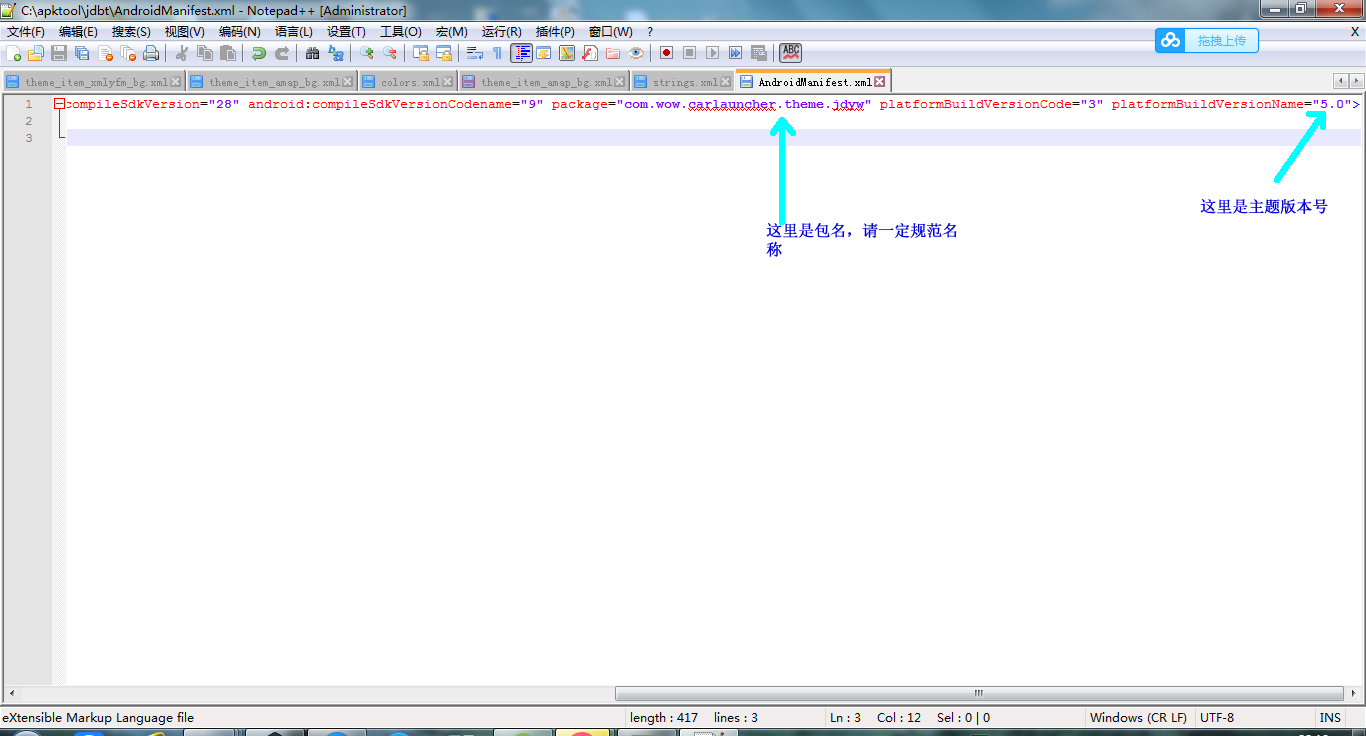 C:\apktool\jdbt\AndroidManifest.xml - Notepad++ [Administrator]
文件(F) 编辑(E) 搜索(S) 视图(V) 编码(N) 语言(L) 设置(T) 工具(O) 宏(M) 运行(R) 插件(P) 窗口(W) ? X
拖拽上传
ABC
theme_item_xmlyfm_bg.xml theme_item_amap_bg.xml colors.xml theme_item_amap_bg.xml strings.xml AndroidManifest.xml
1 compileSdkVersion="28" android:compileSdkVersionCodename="9" package="com.wow.carlauncher.theme.jdyw" platformBuildVersionCode="3" platformBuildVersionName="5.0">
2
3
这里是主题版本号
这里是包名，请一定规范名
称
eXtensible Markup Language file length : 417 lines : 3 Ln : 3 Col : 12 Sel : 0 | 0 Windows (CR LF) UTF-8 INS